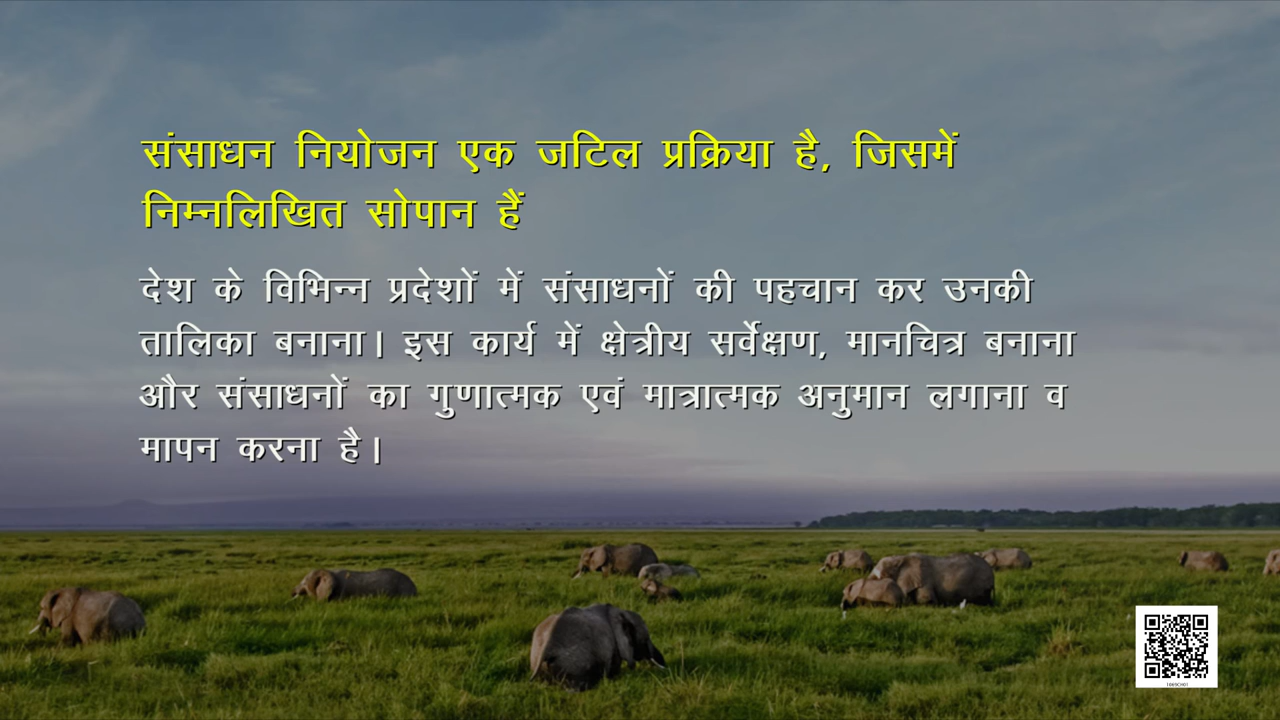 संसाधन नियोजन एक जटिल प्रक्रिया है, जिसमें
निम्नलिखित सोपान हैं
देश के विभिन्न प्रदेशों में संसाधनों की पहचान कर उनकी
तालिका बनाना। इस कार्य में क्षेत्रीय सर्वेक्षण, मानचित्र बनाना
और संसाधनों का गुणात्मक एवं मात्रात्मक अनुमान लगाना व
मापन करना है।